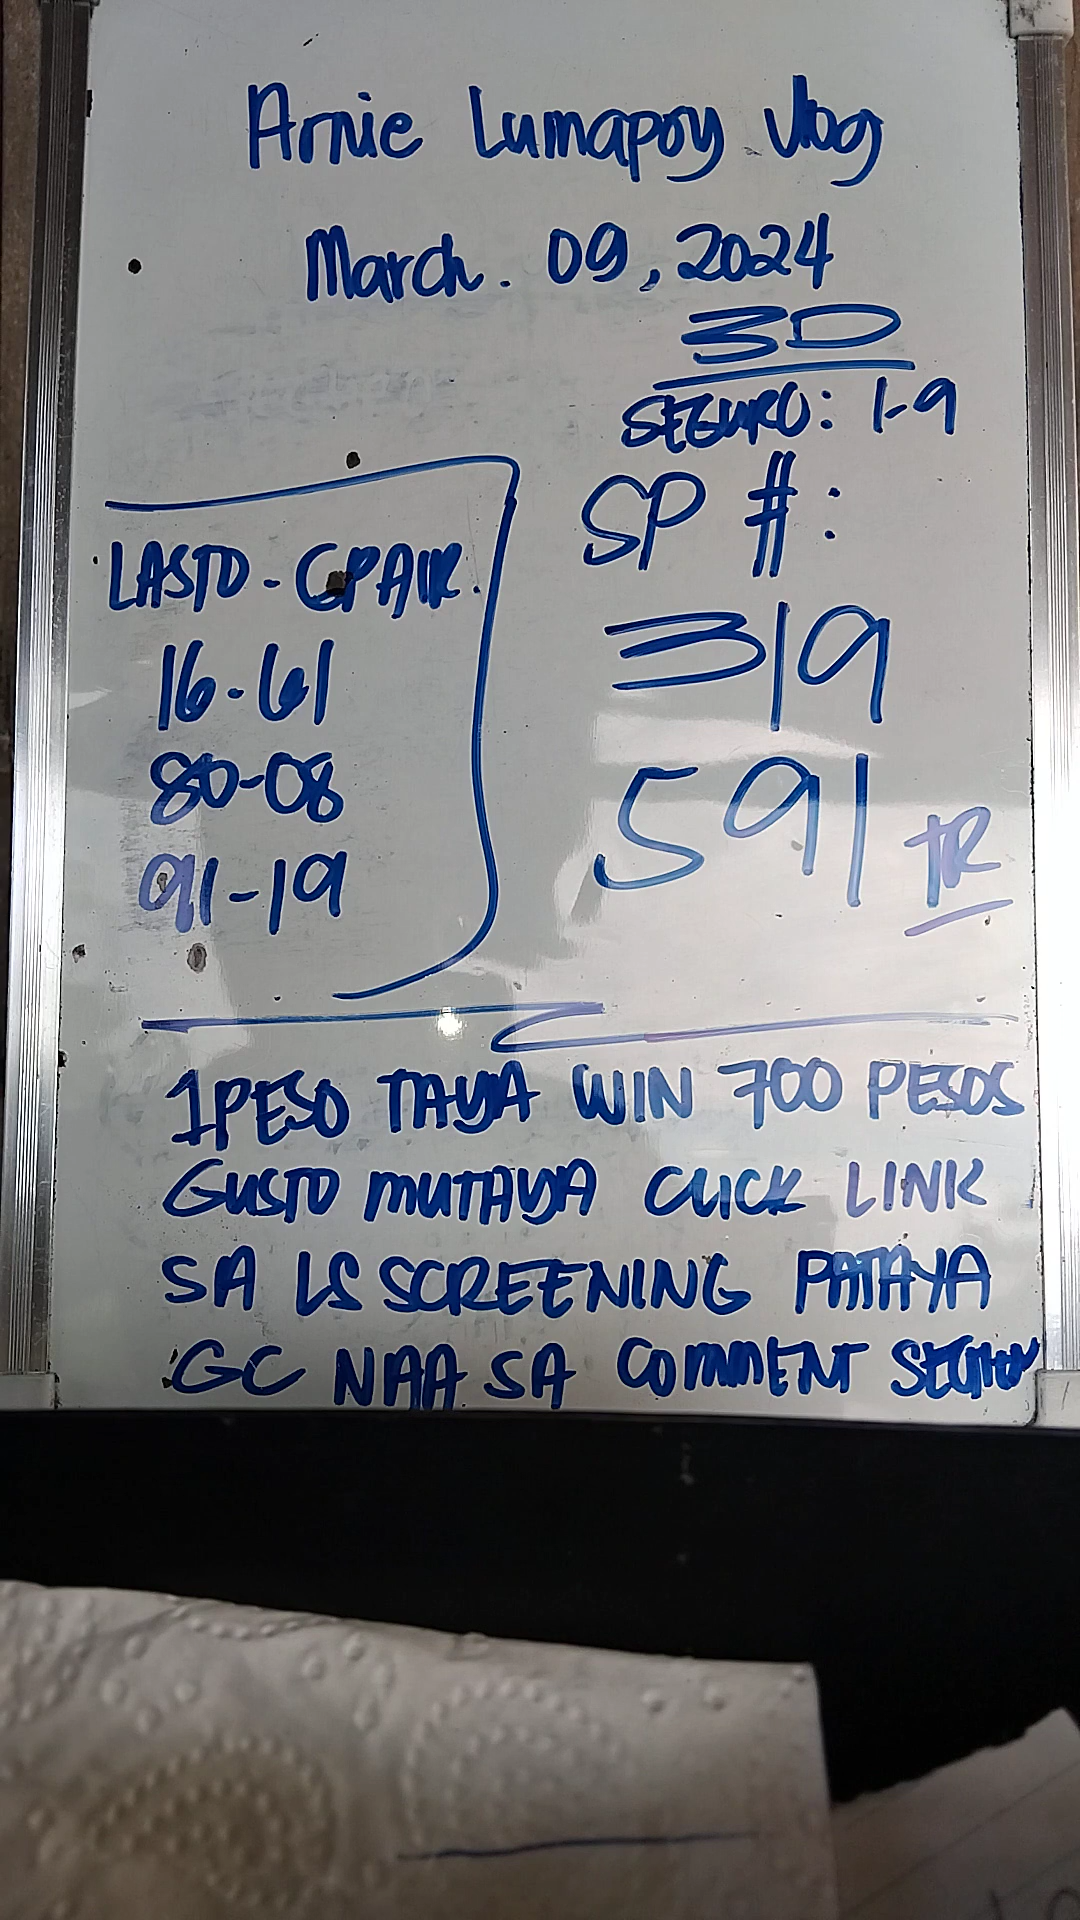 Arnie Lumapoy Vlog
March. 09, 2024
3D
SEGURO: 1-9
SP #:
319
591 TR
LASTD - GPAIR.
16-61
80-08
91-19
1PESO TAYA WIN 700 PESOS
GUSTO MUTAYA CLICK LINK
SA LS SCREENING PATAYA
GC NAA SA COMMENT SECTION